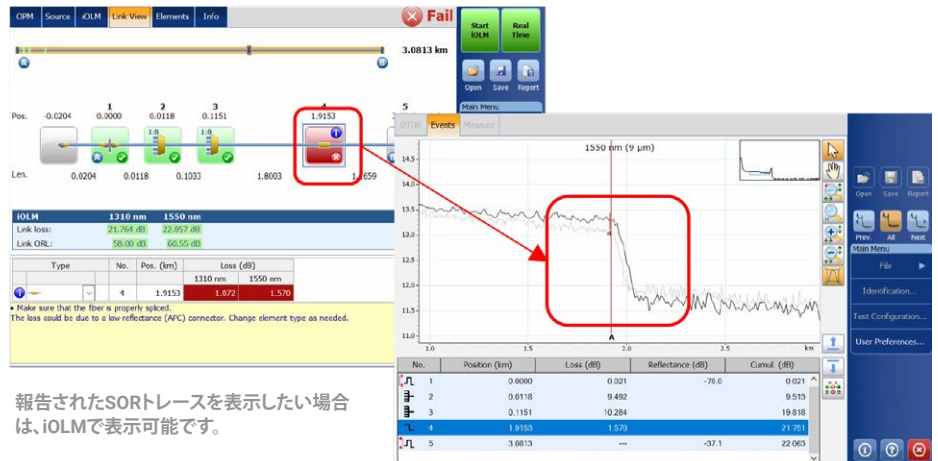 OPM Source iOLM Link View Elements Info
Fail
Start iOLM
Real Time
3.0813 km
A
B
Open Save Report
Main Menu
1 2 3 4 5
Pos. -0.0204 0.0000 0.0118 0.1151 1.9153
1:8 1:8
A
Len. 0.0204 0.0118 0.1033 1.8003
iOLM 1310 nm 1550 nm
Link loss: 21.764 dB 22.057 dB
Link ORL: 58.00 dB 60.55 dB
Type No. Pos. (km) Loss (dB)
1310 nm 1550 nm
4 1.9153 1.072 1.570
• Make sure that the fiber is properly spliced.
The loss could be due to a low-reflectance (APC) connector. Change element type as needed.
報告されたSORトレースを表示したい場合
は、iOLMで表示可能です。
OTDR Events Measure
1550 nm (9 µm)
14.5
14.0
13.5
13.0
12.5
12.0
11.5
11.0
a
A
1.0 1.5 2.0 2.5 km
No. Position (km) Loss (dB) Reflectance (dB) Cumul. (dB)
1 0.0000 0.021 -76.0 0.021
2 0.0118 9.492 9.513
3 0.1151 10.284 19.818
4 1.9153 1.570 21.751
5 3.0813 --- -37.1 22.063
Open Save Report
Prev. All Next
Main Menu
File
Identification...
Test Configuration...
User Preferences...